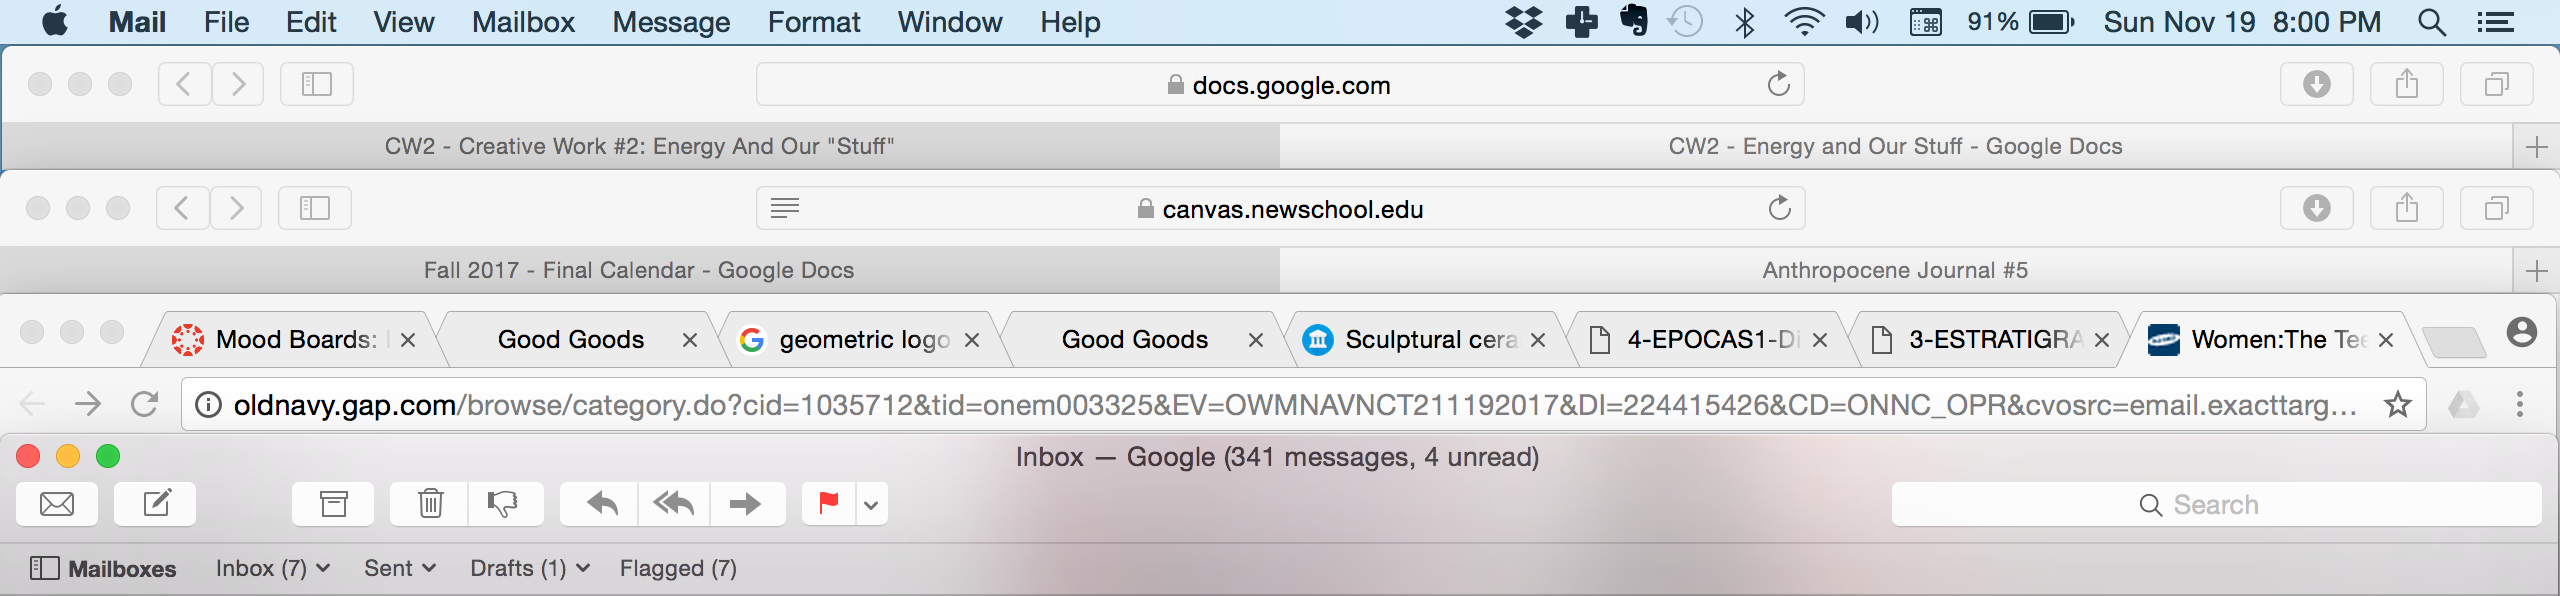 Mail File Edit View Mailbox Message Format Window Help 91% Sun Nov 19 8:00 PM
docs.google.com
CW2 - Creative Work #2: Energy And Our "Stuff" CW2 - Energy and Our Stuff - Google Docs
canvas.newschool.edu
Fall 2017 - Final Calendar - Google Docs Anthropocene Journal #5
Mood Boards: Good Goods geometric logo Good Goods Sculptural cera 4-EPOCAS1-Di 3-ESTRATIGRA Women:The Tee
oldnavy.gap.com/browse/category.do?cid=1035712&tid=onem003325&EV=OWMNAVNCT211192017&DI=224415426&CD=ONNC_OPR&cvosrc=email.exacttarg...
Inbox — Google (341 messages, 4 unread)
Search
Mailboxes Inbox (7) Sent Drafts (1) Flagged (7)